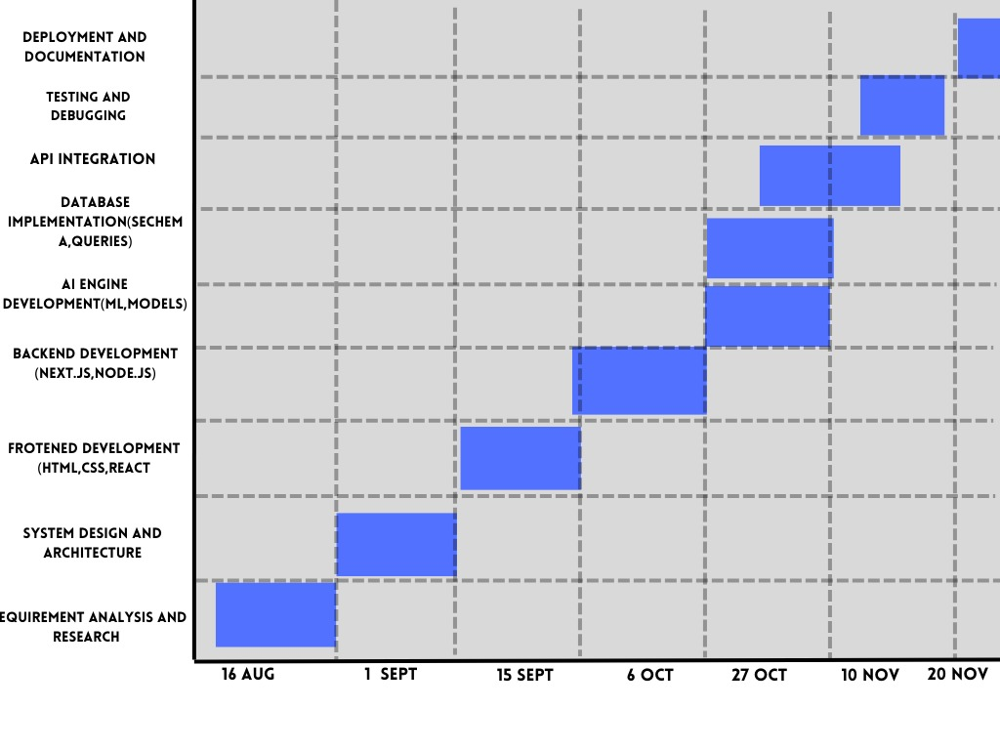 DEPLOYMENT AND
DOCUMENTATION
TESTING AND
DEBUGGING
API INTEGRATION
DATABASE
IMPLEMENTATION(SECHEM
A,QUERIES)
AI ENGINE
DEVELOPMENT(ML,MODELS)
BACKEND DEVELOPMENT
(NEXT.JS,NODE.JS)
FROTENED DEVELOPMENT
(HTML,CSS,REACT
SYSTEM DESIGN AND
ARCHITECTURE
EQUIREMENT ANALYSIS AND
RESEARCH
16 AUG 1 SEPT 15 SEPT 6 OCT 27 OCT 10 NOV 20 NOV